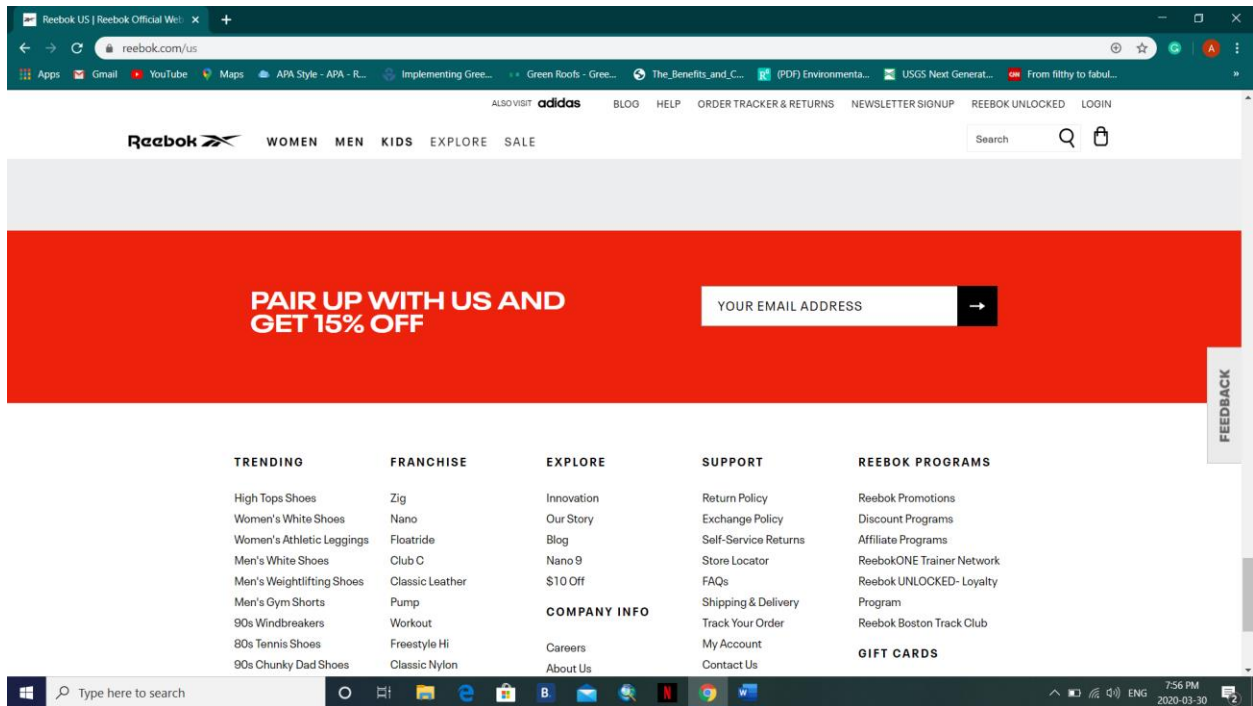 Reebok US | Reebok Official Web
reebok.com/us
Apps Gmail YouTube Maps APA Style - APA - R... Implementing Gree... Green Roofs - Gree... The_Benefits_and_C... (PDF) Environmenta... USGS Next Generat... From filthy to fabul...
ALSO VISIT adidas BLOG HELP ORDER TRACKER & RETURNS NEWSLETTER SIGNUP REEBOK UNLOCKED LOGIN
Reebok WOMEN MEN KIDS EXPLORE SALE Search
PAIR UP WITH US AND
GET 15% OFF
YOUR EMAIL ADDRESS
FEEDBACK
TRENDING
High Tops Shoes
Women's White Shoes
Women's Athletic Leggings
Men's White Shoes
Men's Weightlifting Shoes
Men's Gym Shorts
90s Windbreakers
80s Tennis Shoes
90s Chunky Dad Shoes
FRANCHISE
Zig
Nano
Floatride
Club C
Classic Leather
Pump
Workout
Freestyle Hi
Classic Nylon
EXPLORE
Innovation
Our Story
Blog
Nano 9
$10 Off
COMPANY INFO
Careers
About Us
SUPPORT
Return Policy
Exchange Policy
Self-Service Returns
Store Locator
FAQs
Shipping & Delivery
Track Your Order
My Account
Contact Us
REEBOK PROGRAMS
Reebok Promotions
Discount Programs
Affiliate Programs
ReebokONE Trainer Network
Reebok UNLOCKED- Loyalty
Program
Reebok Boston Track Club
GIFT CARDS
Type here to search
ENG
7:56 PM
2020-03-30